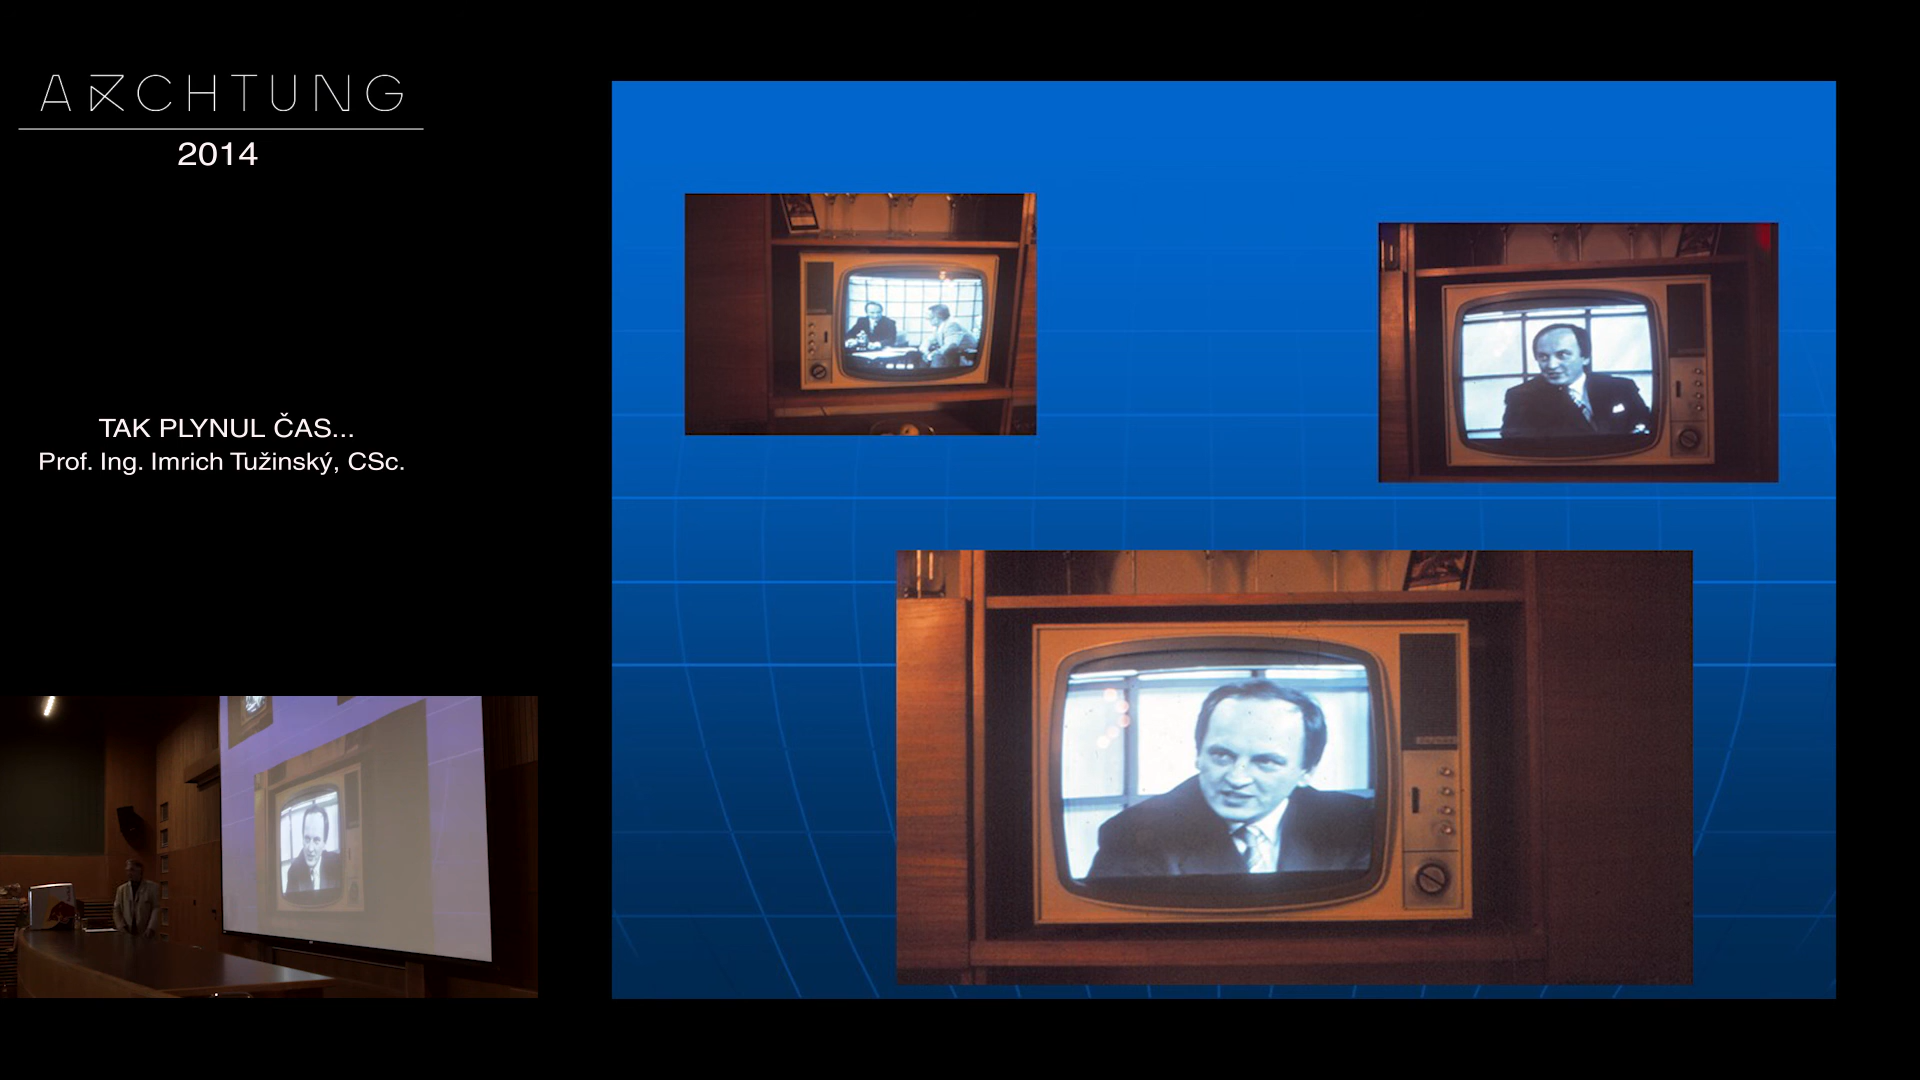 ARCHTUNG
2014
TAK PLYNUL ČAS...
Prof. Ing. Imrich Tužinský, CSc.